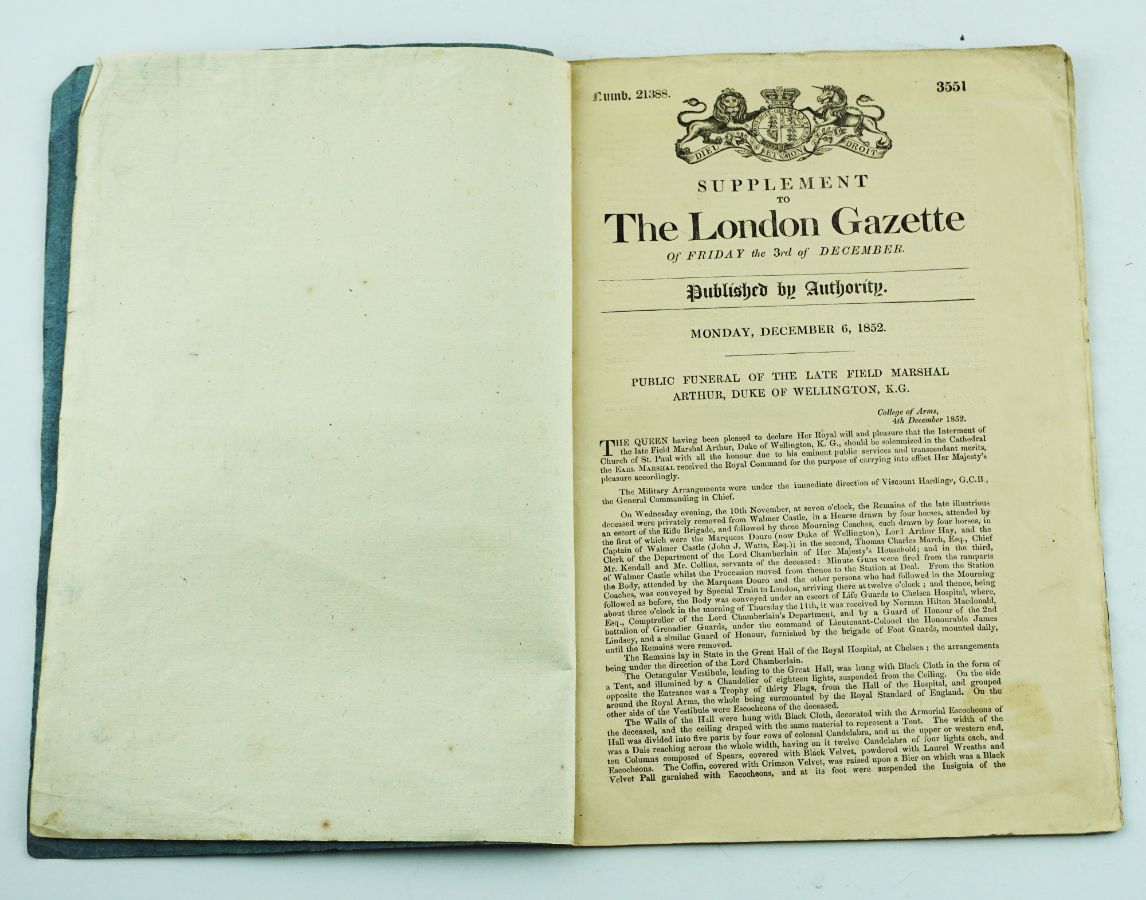 Numb. 21388.
3551
DIEU ET MON DROIT
SUPPLEMENT
TO
The London Gazette
Of FRIDAY the 3rd of DECEMBER.
Published by Authority.
MONDAY, DECEMBER 6, 1852.
PUBLIC FUNERAL OF THE LATE FIELD MARSHAL
ARTHUR, DUKE OF WELLINGTON, K.G.
College of Arms,
4th December 1852.
THE QUEEN having been pleased to declare Her Royal will and pleasure that the Interment of
the late Field Marshal Arthur, Duke of Wellington, K. G., should be solemnized in the Cathedral
Church of St. Paul with all the honour due to his eminent public services and transcendant merits,
the EARL MARSHAL received the Royal Command for the purpose of carrying into effect Her Majesty's
pleasure accordingly.
The Military Arrangements were under the immediate direction of Viscount Hardinge, G.C.B.,
the General Commanding in Chief.
On Wednesday evening, the 10th November, at seven o'clock, the Remains of the late illustrious
deceased were privately removed from Walmer Castle, in a Hearse drawn by four horses, attended by
an escort of the Rifle Brigade, and followed by three Mourning Coaches, each drawn by four horses, in
the first of which were the Marquess Douro (now Duke of Wellington), Lord Arthur Hay, and the
Captain of Walmer Castle (John J. Watts, Esq.); in the second, Thomas Charles March, Esq., Chief
Clerk of the Department of the Lord Chamberlain of Her Majesty's Household; and in the third,
Mr. Kendall and Mr. Collins, servants of the deceased: Minute Guns were fired from the ramparts
of Walmer Castle whilst the Procession moved from thence to the Station at Deal. From the Station
the Body, attended by the Marquess Douro and the other persons who had followed in the Mourning
Coaches, was conveyed by Special Train to London, arriving there at twelve o'clock; and thence, being
followed as before, the Body was conveyed under an escort of Life Guards to Chelsea Hospital, where,
about three o'clock in the morning of Thursday the 11th, it was received by Norman Hilton Macdonald,
Esq., Comptroller of the Lord Chamberlain's Department, and by a Guard of Honour of the 2nd
battalion of Grenadier Guards, under the command of Lieutenant-Colonel the Honourable James
Lindsey, and a similar Guard of Honour, furnished by the brigade of Foot Guards, mounted daily,
until the Remains were removed.
The Remains lay in State in the Great Hall of the Royal Hospital, at Chelsea; the arrangements
being under the direction of the Lord Chamberlain.
The Octangular Vestibule, leading to the Great Hall, was hung with Black Cloth in the form of
a Tent, and illumined by a Chandelier of eighteen lights, suspended from the Ceiling. On the side
opposite the Entrance was a Trophy of thirty Flags, from the Hall of the Hospital, and grouped
around the Royal Arms, the whole being surmounted by the Royal Standard of England. On the
other side of the Vestibule were Escocheons of the deceased.
The Walls of the Hall were hung with Black Cloth, decorated with the Armorial Escocheons of
the deceased, and the ceiling draped with the same material to represent a Tent. The width of the
Hall was divided into five parts by four rows of colossal Candelabra, and at the upper or western end,
was a Dais reaching across the whole width, having on it twelve Candelabra of four lights each, and
ten Columns composed of Spears, covered with Black Velvet, powdered with Laurel Wreaths and
Escocheons. The Coffin, covered with Crimson Velvet, was raised upon a Bier on which was a Black
Velvet Pall garnished with Escocheons, and at its foot were suspended the Insignia of the